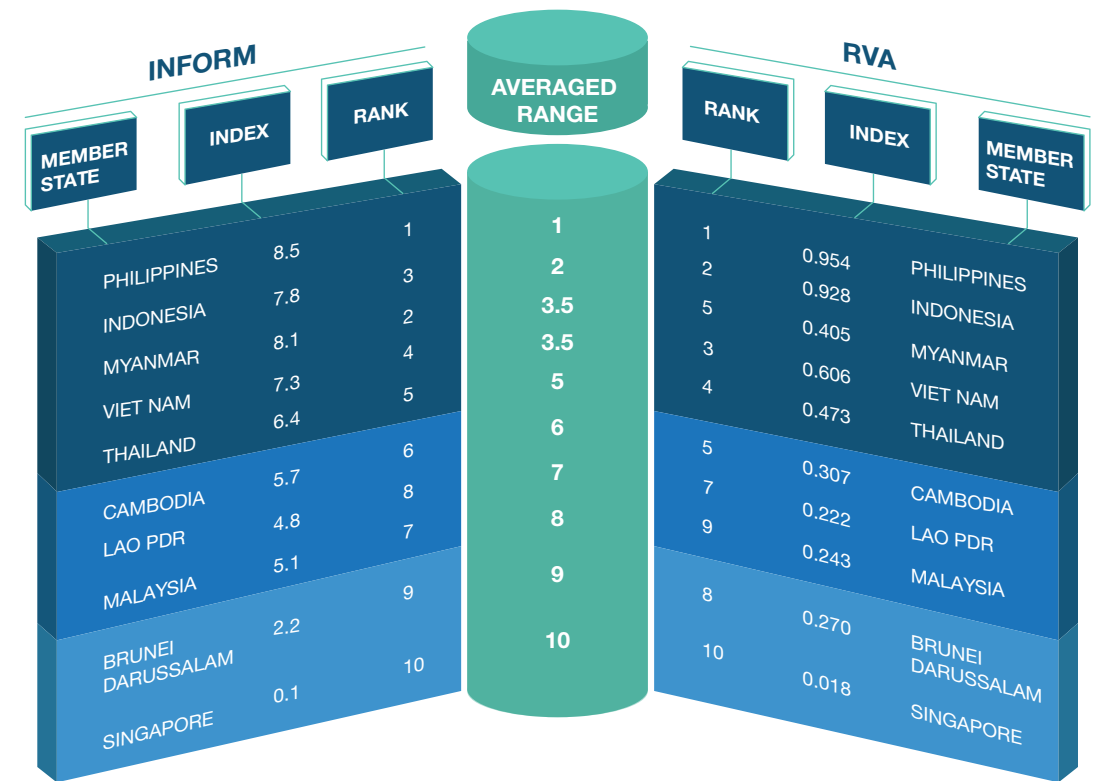 INFORM
MEMBER
STATE
INDEX
RANK
AVERAGED
RANGE
RVA
RANK
INDEX
MEMBER
STATE
PHILIPPINES 8.5 1 1 1 0.954 PHILIPPINES
INDONESIA 7.8 3 2 2 0.928 INDONESIA
MYANMAR 8.1 2 3.5 5 0.405 MYANMAR
VIET NAM 7.3 4 3.5 3 0.606 VIET NAM
THAILAND 6.4 5 5 4 0.473 THAILAND
CAMBODIA 5.7 6 6 5 0.307 CAMBODIA
LAO PDR 4.8 8 7 7 0.222 LAO PDR
MALAYSIA 5.1 7 8 9 0.243 MALAYSIA
BRUNEI
DARUSSALAM 2.2 9 9 8 0.270 BRUNEI
DARUSSALAM
SINGAPORE 0.1 10 10 10 0.018 SINGAPORE